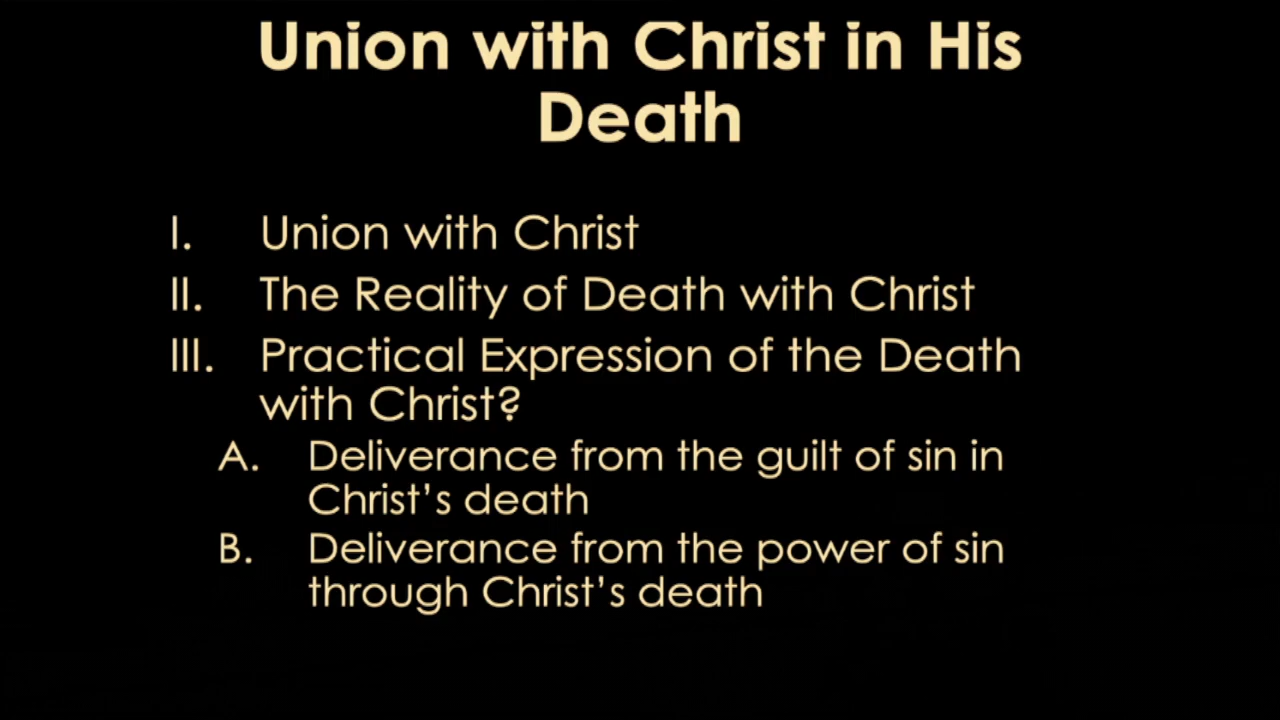 Union with Christ in His
Death
I. Union with Christ
II. The Reality of Death with Christ
III. Practical Expression of the Death
with Christ?
A. Deliverance from the guilt of sin in
Christ’s death
B. Deliverance from the power of sin
through Christ’s death